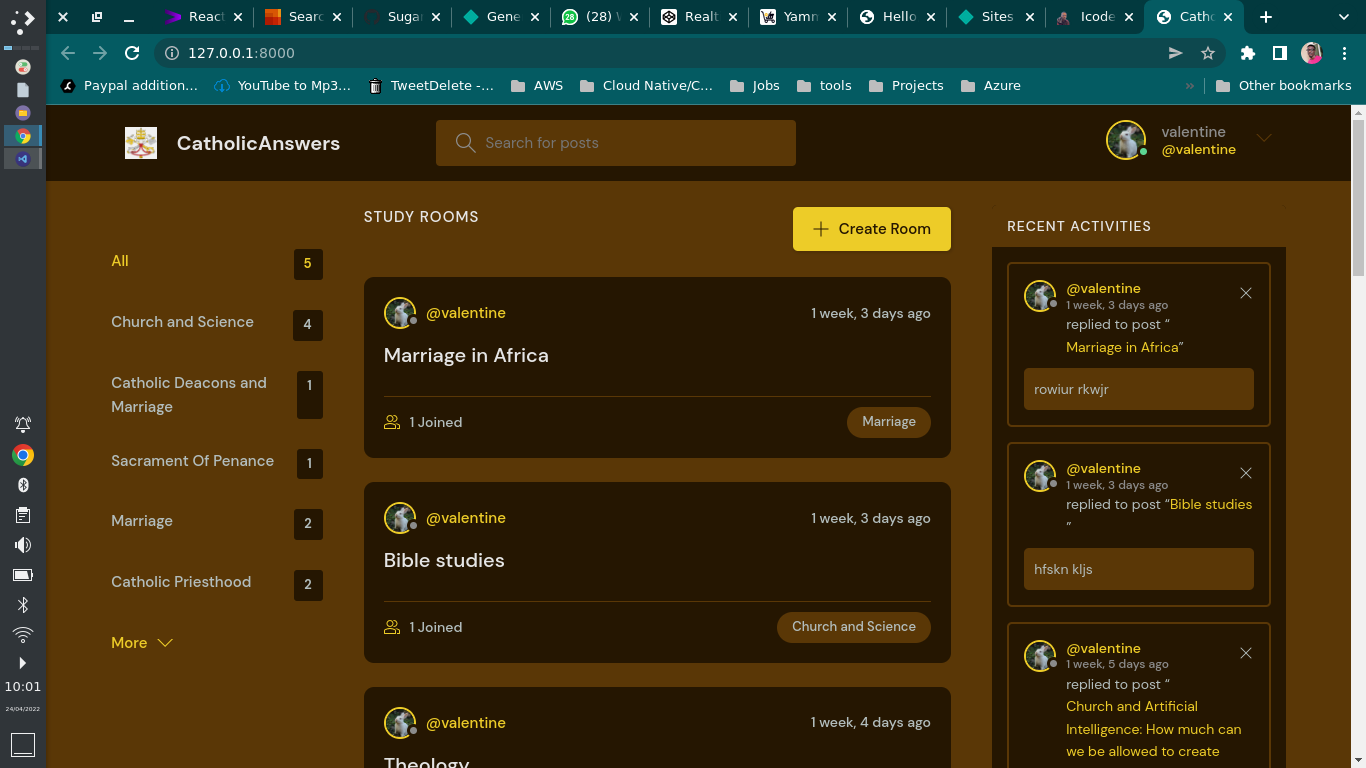 React
Searc
Sugar
Gene
(28) W
Realt
Yamm
Hello
Sites
Icode
Catho
127.0.0.1:8000
Paypal addition...
YouTube to Mp3...
TweetDelete -...
AWS
Cloud Native/C...
Jobs
tools
Projects
Azure
»
Other bookmarks
CatholicAnswers
Search for posts
valentine
@valentine
All
5
Church and Science
4
Catholic Deacons and
Marriage
1
Sacrament Of Penance
1
Marriage
2
Catholic Priesthood
2
More
STUDY ROOMS
Create Room
@valentine
1 week, 3 days ago
Marriage in Africa
1 Joined
Marriage
@valentine
1 week, 3 days ago
Bible studies
1 Joined
Church and Science
@valentine
1 week, 4 days ago
Theology
RECENT ACTIVITIES
@valentine
1 week, 3 days ago
replied to post “
Marriage in Africa”
rowiur rkwjr
@valentine
1 week, 3 days ago
replied to post “Bible studies
”
hfskn kljs
@valentine
1 week, 5 days ago
replied to post “
Church and Artificial
Intelligence: How much can
we be allowed to create
10:01
24/04/2022